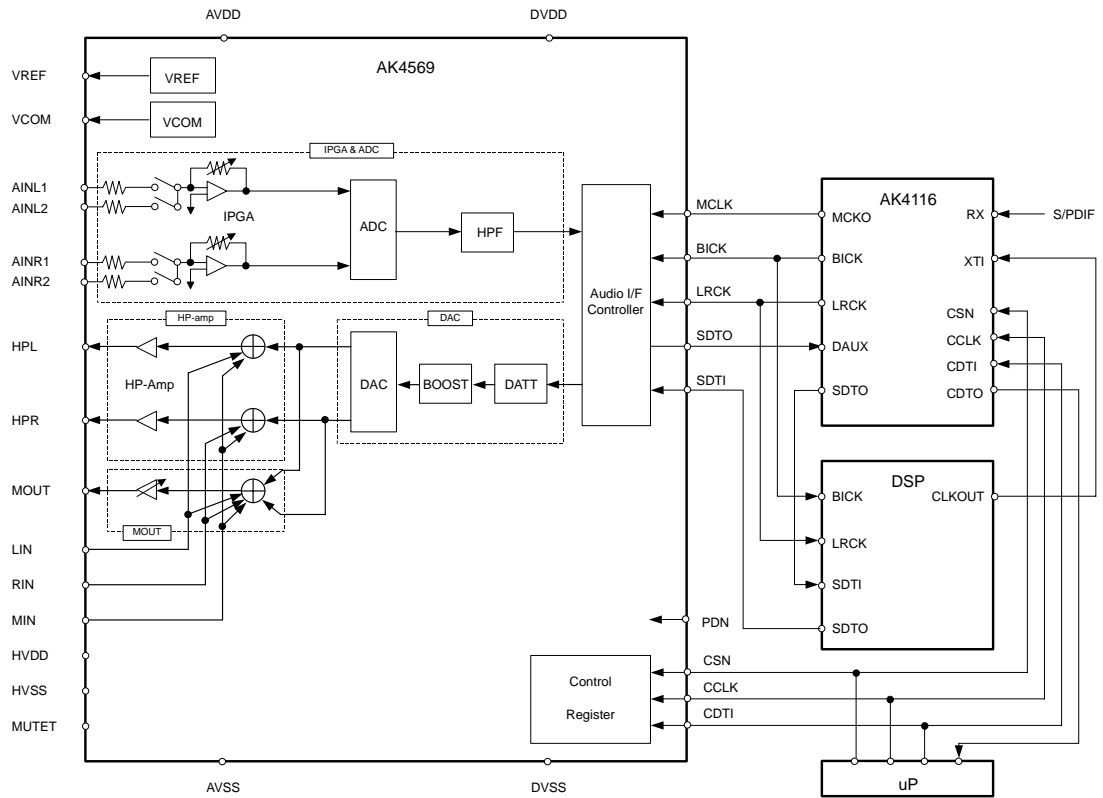 AVDD
DVDD
AK4569
VREF
VREF
VCOM
VCOM
IPGA & ADC
AINL1
AINL2
IPGA
ADC
HPF
AINR1
AINR2
Audio I/F
Controller
MCLK
BICK
LRCK
SDTO
SDTI
AK4116
MCKO
RX
S/PDIF
BICK
XTI
LRCK
CSN
CCLK
DAUX
CDTI
SDTO
CDTO
HP-amp
DAC
HPL
HP-Amp
DAC
BOOST
DATT
HPR
MOUT
MOUT
LIN
RIN
MIN
HVDD
HVSS
MUTET
DSP
BICK
CLKOUT
LRCK
SDTI
SDTO
PDN
CSN
CCLK
CDTI
Control
Register
AVSS
DVSS
uP